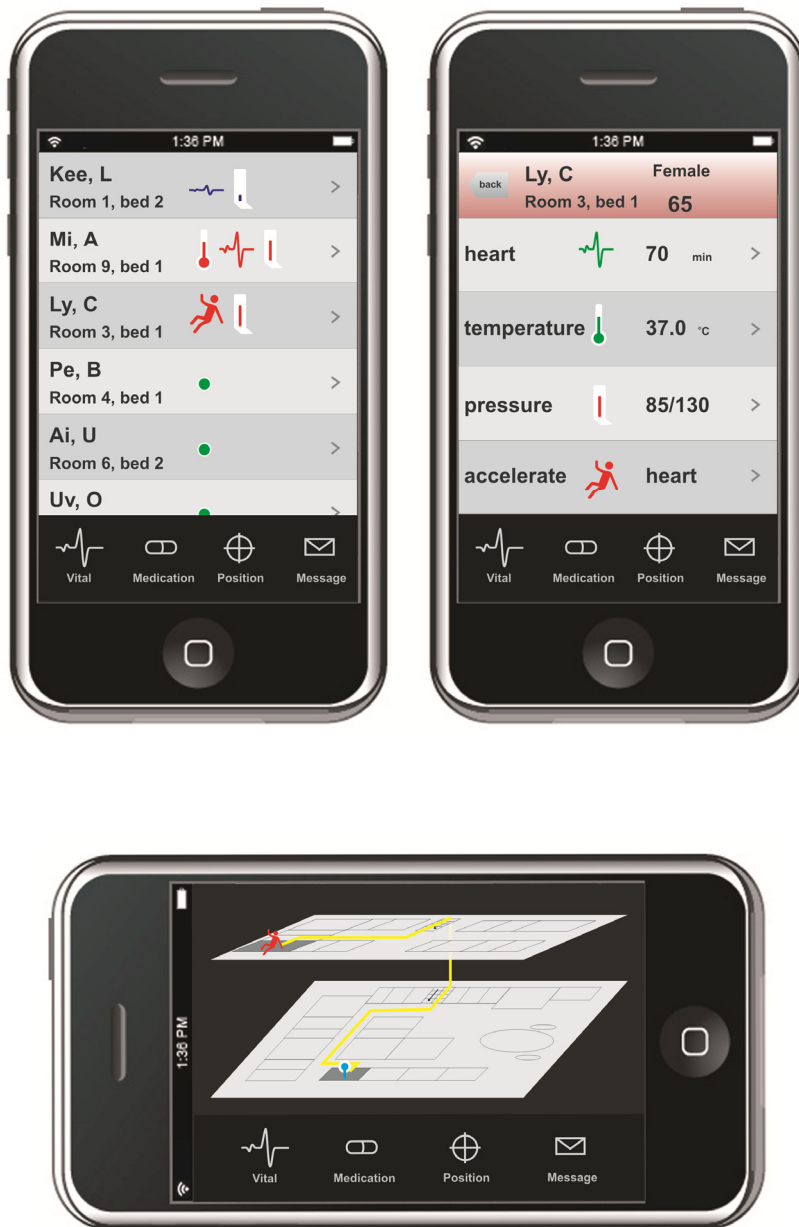 1:36 PM
Kee, L
Room 1, bed 2
Mi, A
Room 9, bed 1
Ly, C
Room 3, bed 1
Pe, B
Room 4, bed 1
Ai, U
Room 6, bed 2
Uv, O
Vital Medication Position Message
1:36 PM
back Ly, C Female
Room 3, bed 1 65
heart 70 min
temperature 37.0 °C
pressure 85/130
accelerate heart
Vital Medication Position Message
1:36 PM
Vital Medication Position Message